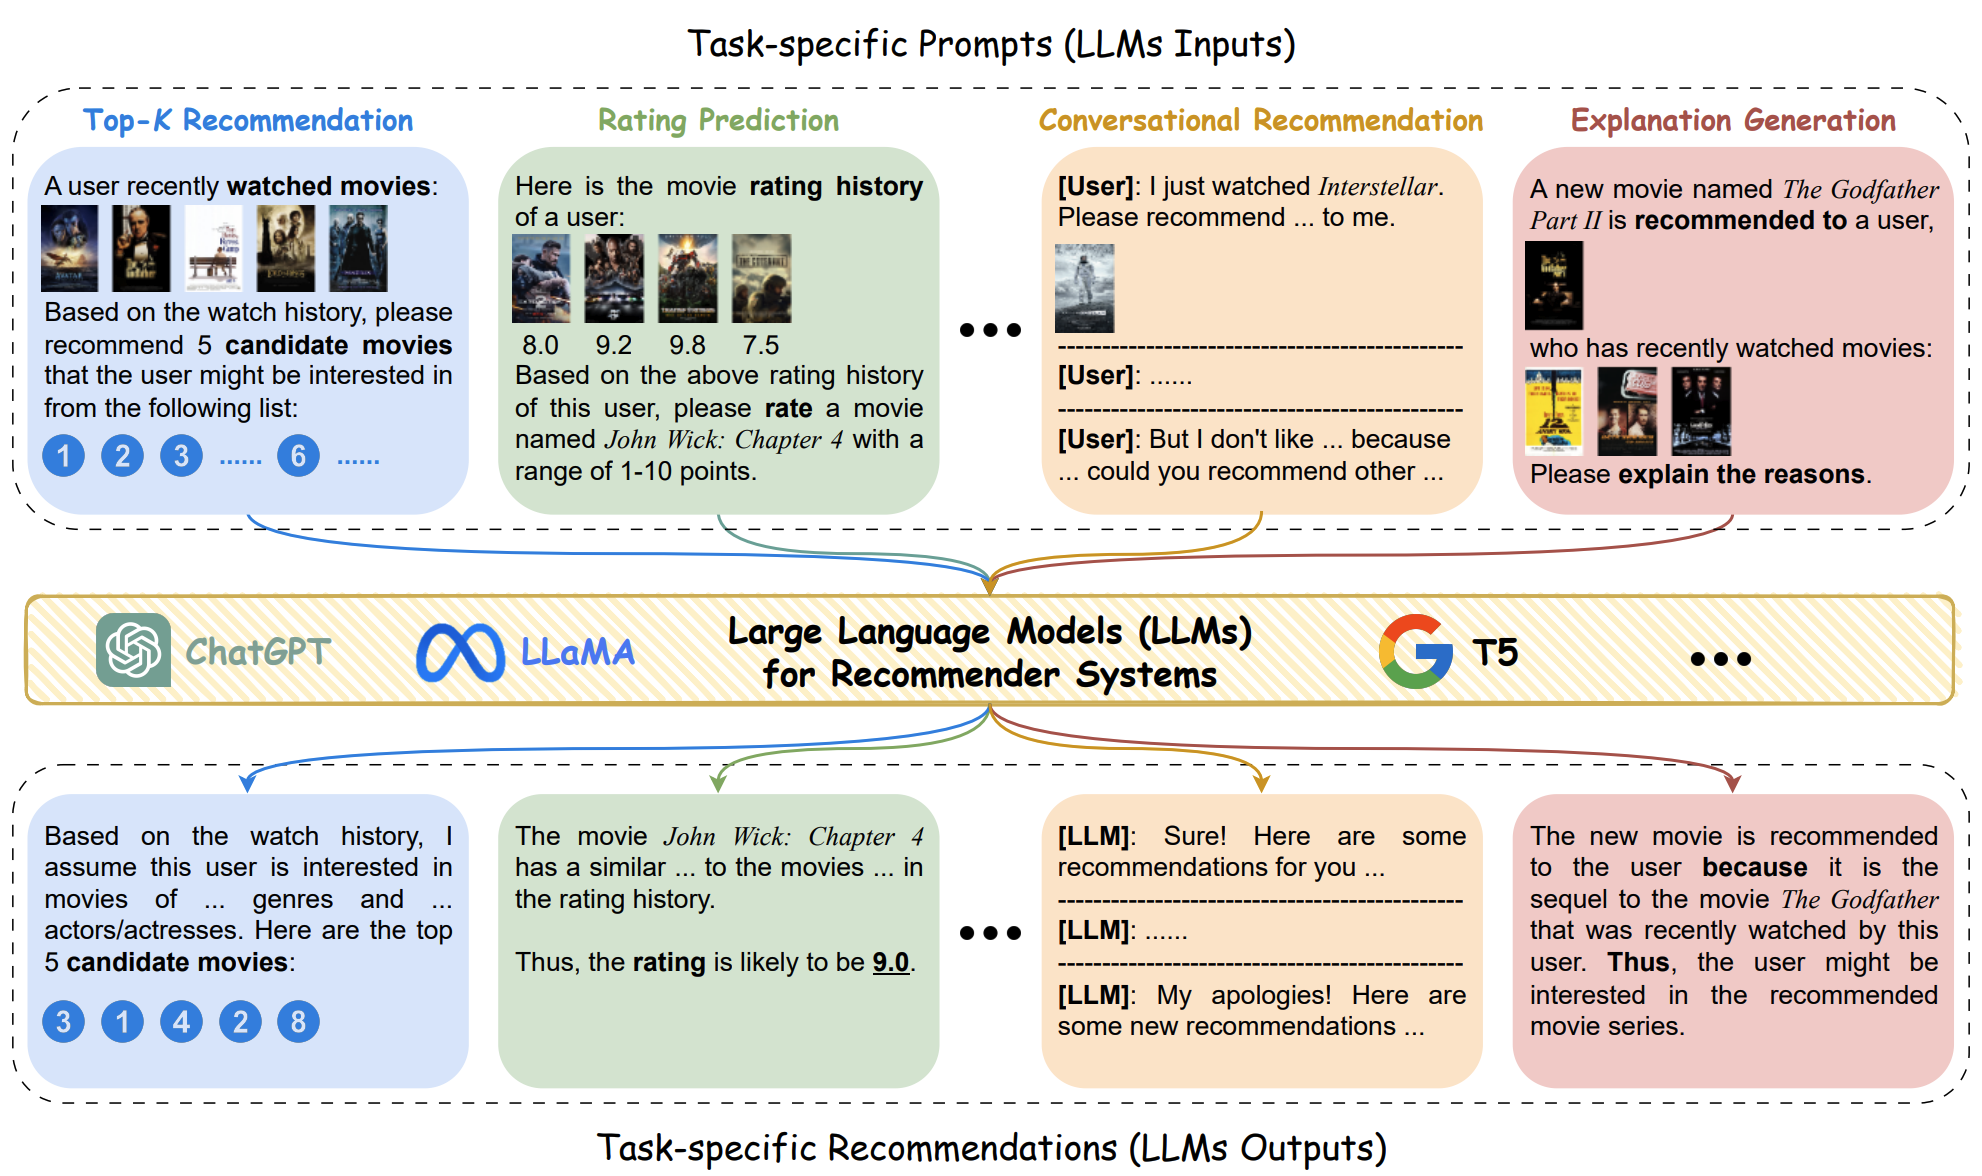 Task-specific Prompts (LLMs Inputs)
Top-K Recommendation
A user recently watched movies:
AVATAR
Based on the watch history, please
recommend 5 candidate movies
that the user might be interested in
from the following list:
1 2 3 ...... 6 ......
Rating Prediction
Here is the movie rating history
of a user:
8.0 9.2 9.8 7.5
Based on the above rating history
of this user, please rate a movie
named John Wick: Chapter 4 with a
range of 1-10 points.
Conversational Recommendation
[User]: I just watched Interstellar.
Please recommend ... to me.
[User]: ......
[User]: But I don't like ... because
... could you recommend other ...
Explanation Generation
A new movie named The Godfather
Part II is recommended to a user,
who has recently watched movies:
12
Please explain the reasons.
ChatGPT
LLaMA
Large Language Models (LLMs)
for Recommender Systems
T5
Based on the watch history, I
assume this user is interested in
movies of ... genres and ...
actors/actresses. Here are the top
5 candidate movies:
3 1 4 2 8
The movie John Wick: Chapter 4
has a similar ... to the movies ... in
the rating history.
Thus, the rating is likely to be 9.0.
[LLM]: Sure! Here are some
recommendations for you ...
[LLM]: ......
[LLM]: My apologies! Here are
some new recommendations ...
The new movie is recommended
to the user because it is the
sequel to the movie The Godfather
that was recently watched by this
user. Thus, the user might be
interested in the recommended
movie series.
Task-specific Recommendations (LLMs Outputs)